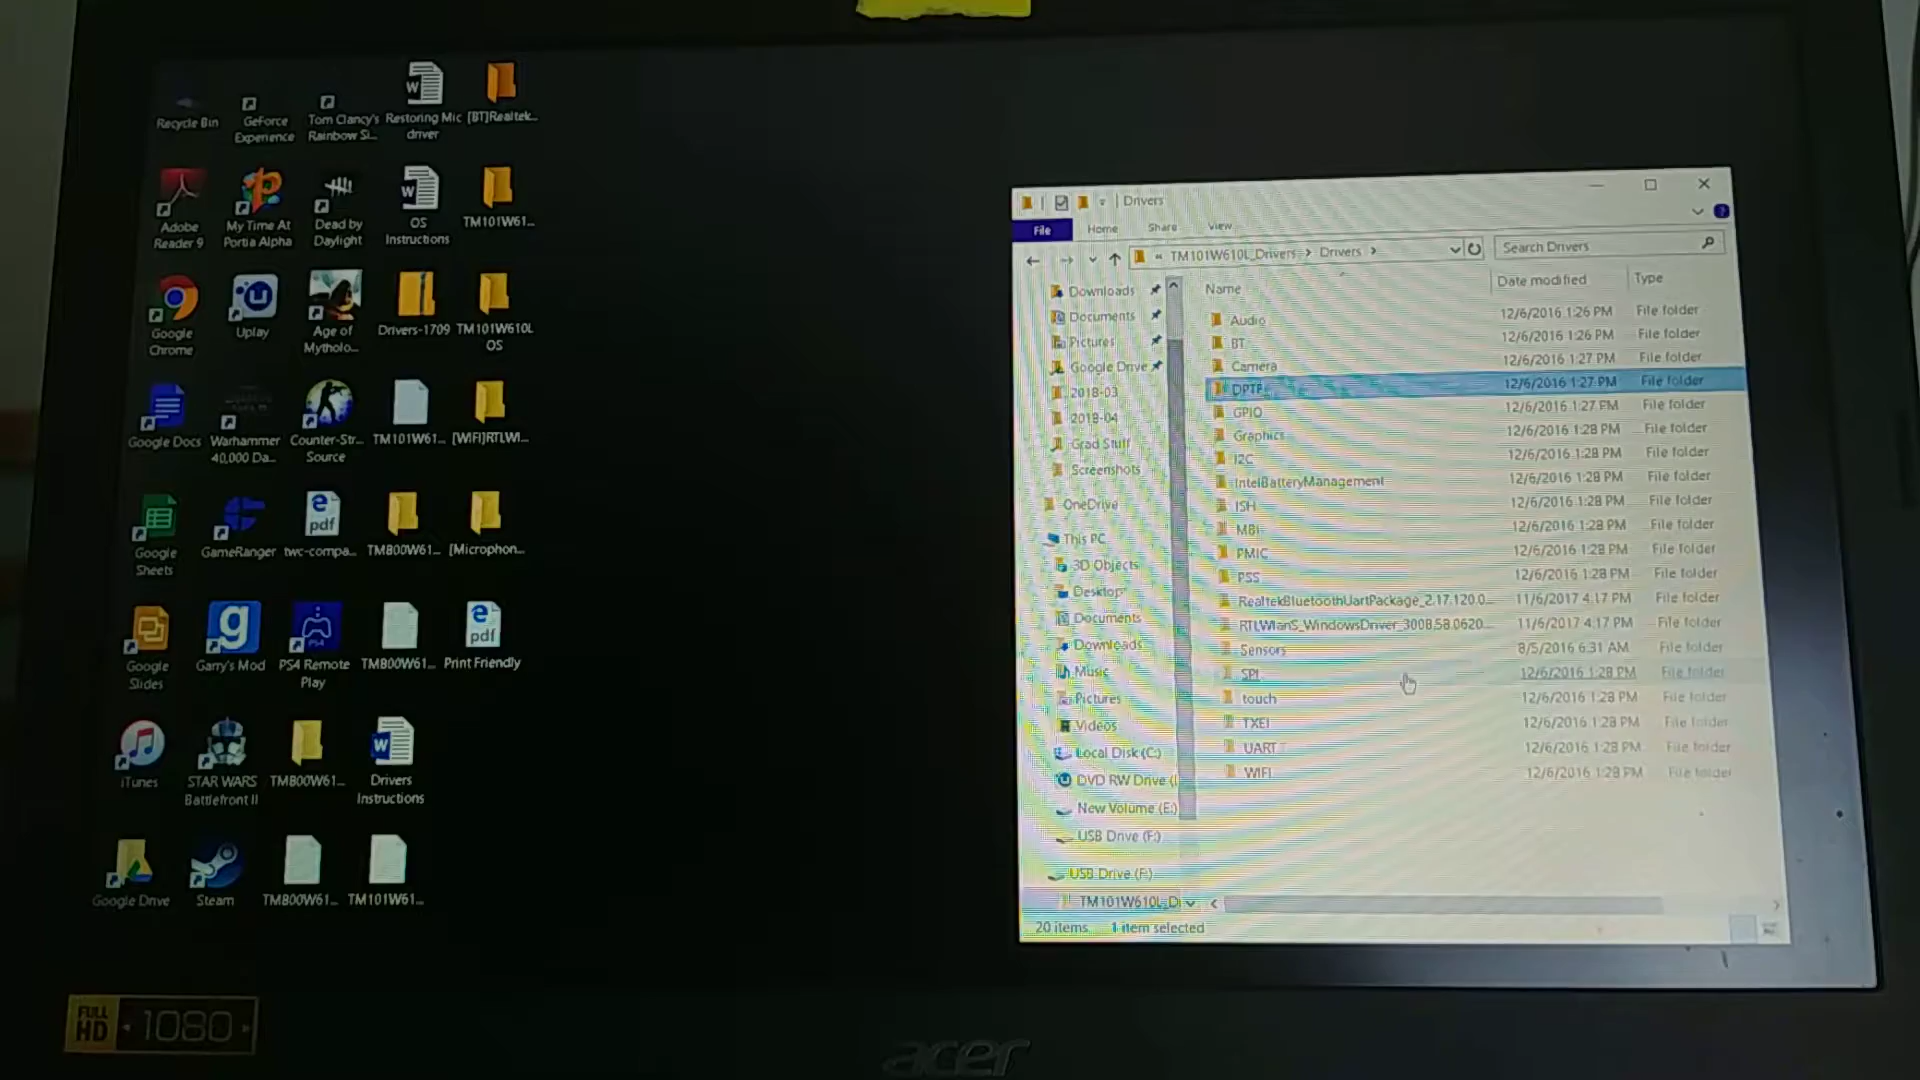 Recycle Bin
GeForce
Experience
Tom Clancy's
Rainbow Si...
Restoring Mic
driver
[BT]Realtek...
Adobe
Reader 9
My Time At
Portia Alpha
Dead by
Daylight
OS
Instructions
TM101W61...
Google
Chrome
Uplay
Age of
Mytholo...
Drivers-1709
TM101W610L
OS
Google Docs
Warhammer
40,000 Da...
Counter-Str...
Source
TM101W61...
[WIFI]RTLWl...
Google
Sheets
GameRanger
pdf
twc-compa...
TM800W61...
[Microphon...
Google
Slides
Garry's Mod
PS4 Remote
Play
TM800W61...
pdf
Print Friendly
iTunes
STAR WARS
Battlefront II
TM800W61...
Drivers
Instructions
Google Drive
Steam
TM800W61...
TM101W61...
Drivers
File
Home
Share
View
« TM101W610L_Drivers > Drivers >
Search Drivers
Name
Date modified
Type
Downloads
Documents
Pictures
Google Drive
2018-03
2018-04
Grad Stuff
Screenshots
OneDrive
This PC
3D Objects
Desktop
Documents
Downloads
Music
Pictures
Videos
Local Disk (C:)
DVD RW Drive (
New Volume (E:)
USB Drive (F:)
USB Drive (F:)
TM101W610L_D
Audio 12/6/2016 1:26 PM File folder
BT 12/6/2016 1:26 PM File folder
Camera 12/6/2016 1:27 PM File folder
DPTF 12/6/2016 1:27 PM File folder
GPIO 12/6/2016 1:27 PM File folder
Graphics 12/6/2016 1:28 PM File folder
I2C 12/6/2016 1:28 PM File folder
IntelBatteryManagement 12/6/2016 1:28 PM File folder
ISH 12/6/2016 1:28 PM File folder
MBI 12/6/2016 1:28 PM File folder
PMIC 12/6/2016 1:28 PM File folder
PSS 12/6/2016 1:28 PM File folder
RealtekBluetoothUartPackage_2.17.120.0... 11/6/2017 4:17 PM File folder
RTLWlanS_WindowsDriver_3008.58.0620... 11/6/2017 4:17 PM File folder
Sensors 8/5/2016 6:31 AM File folder
SPI 12/6/2016 1:28 PM File folder
touch 12/6/2016 1:28 PM File folder
TXEI 12/6/2016 1:28 PM File folder
UART 12/6/2016 1:28 PM File folder
WIFI 12/6/2016 1:28 PM File folder
20 items 1 item selected
FULL
HD
1080
acer